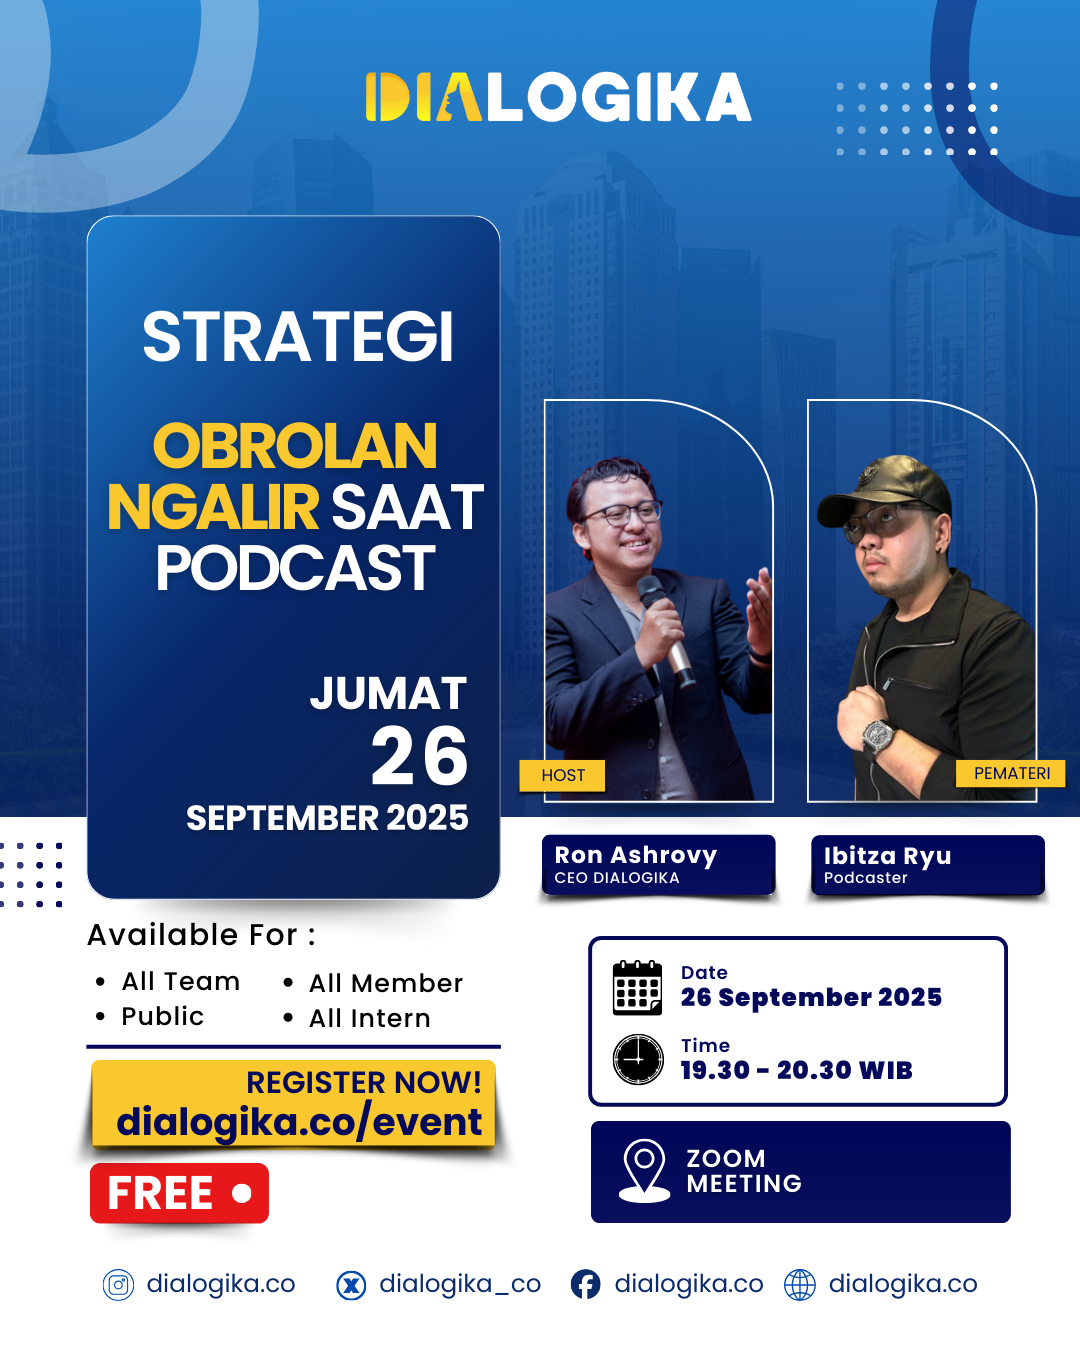 DIALOGIKA
STRATEGI
OBROLAN
NGALIR SAAT
PODCAST
JUMAT
26
SEPTEMBER 2025
HOST
PEMATERI
Ron Ashrovy
CEO DIALOGIKA
Ibitza Ryu
Podcaster
Available For :
• All Team
• Public
• All Member
• All Intern
REGISTER NOW!
dialogika.co/event
FREE
Date
26 September 2025
Time
19.30 - 20.30 WIB
ZOOM
MEETING
dialogika.co
dialogika_co
dialogika.co
dialogika.co